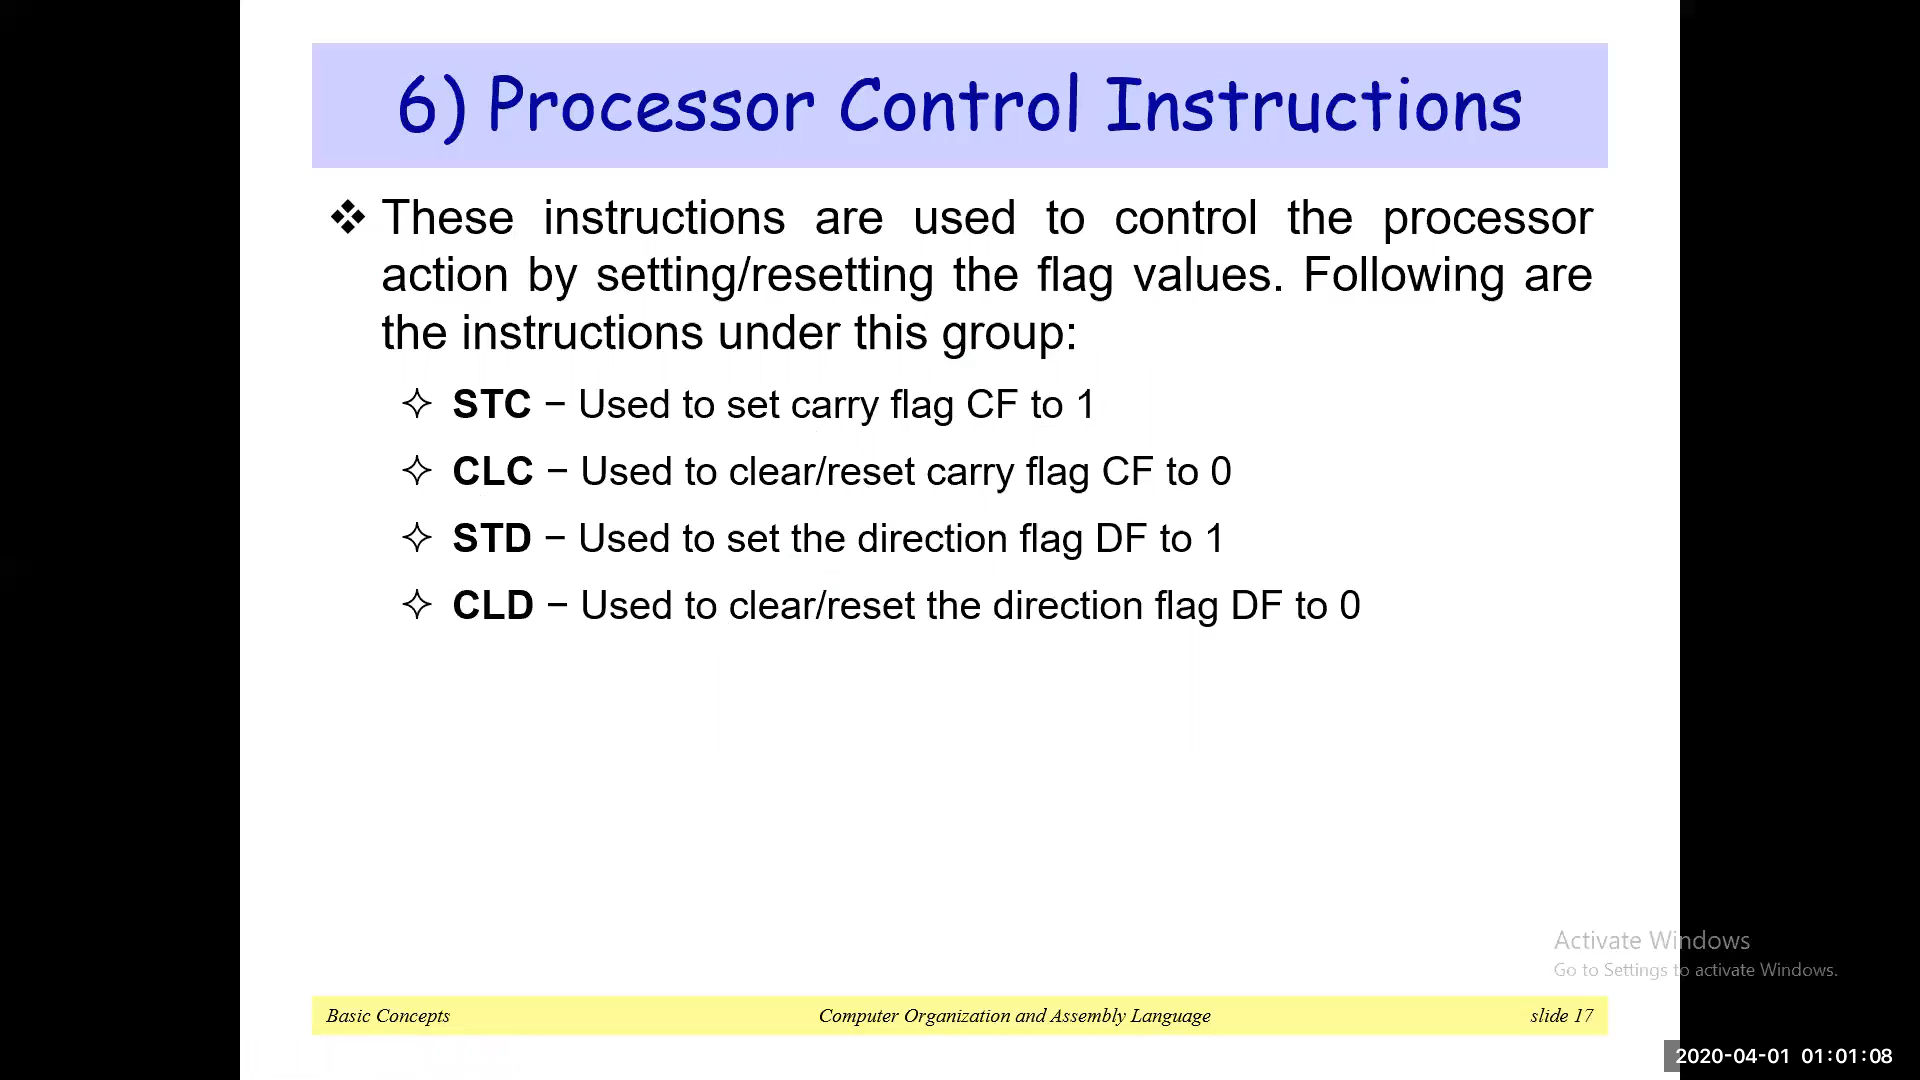 6) Processor Control Instructions
❖ These instructions are used to control the processor
action by setting/resetting the flag values. Following are
the instructions under this group:
✧ STC − Used to set carry flag CF to 1
✧ CLC − Used to clear/reset carry flag CF to 0
✧ STD − Used to set the direction flag DF to 1
✧ CLD − Used to clear/reset the direction flag DF to 0
Activate Windows
Go to Settings to activate Windows.
Basic Concepts Computer Organization and Assembly Language slide 17
2020-04-01 01:01:08